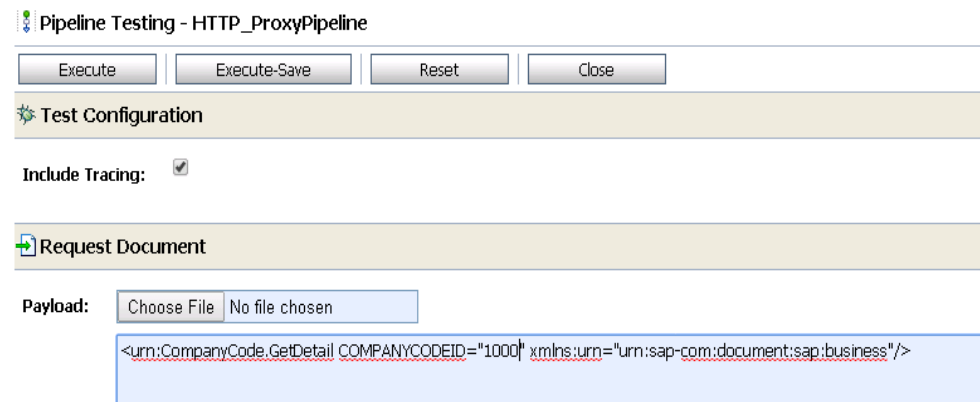 Pipeline Testing - HTTP_ProxyPipeline
Execute Execute-Save Reset Close
Test Configuration
Include Tracing:
Request Document
Payload: Choose File No file chosen
<urn:CompanyCode.GetDetail COMPANYCODEID="1000" xmlns:urn="urn:sap-com:document:sap:business"/>